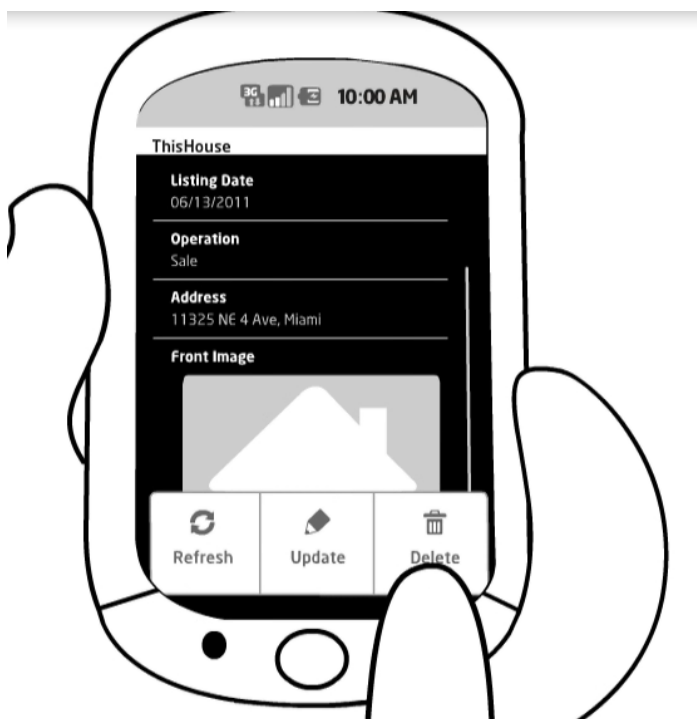 3G
10:00 AM
ThisHouse
Listing Date
06/13/2011
Operation
Sale
Address
11325 NE 4 Ave, Miami
Front Image
Refresh
Update
Delete